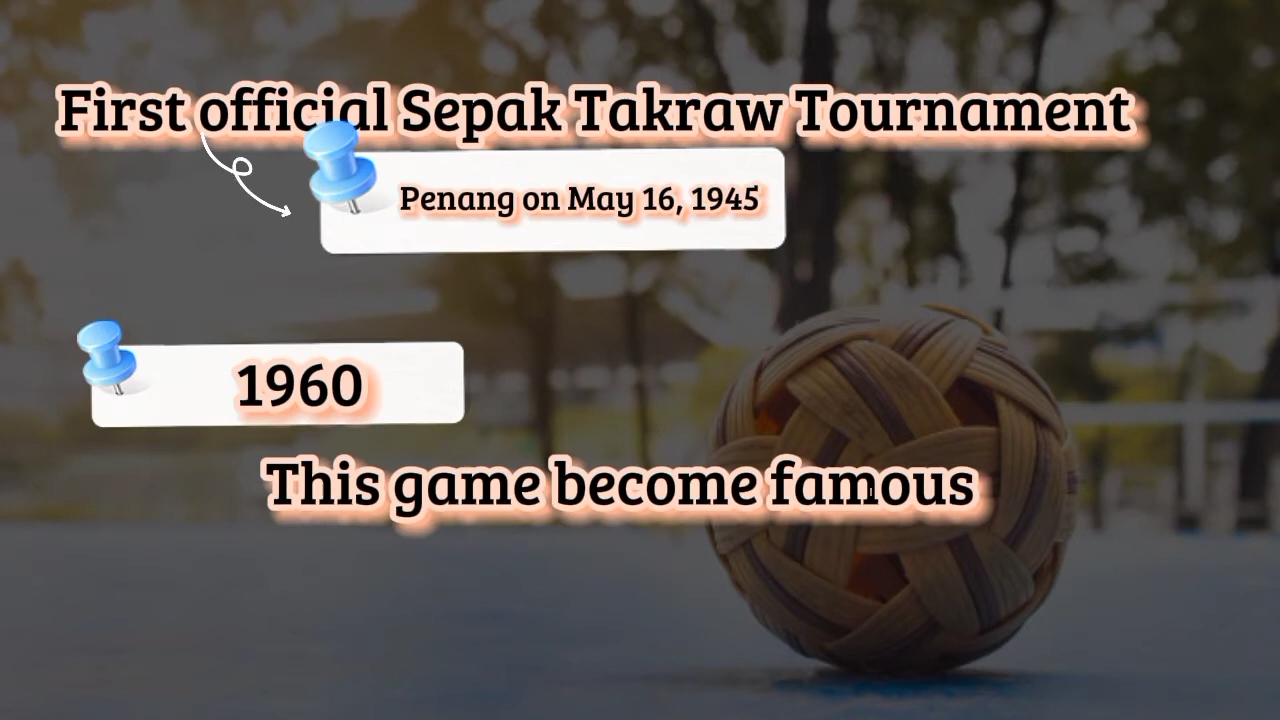 First official Sepak Takraw Tournament
Penang on May 16, 1945
1960
This game become famous